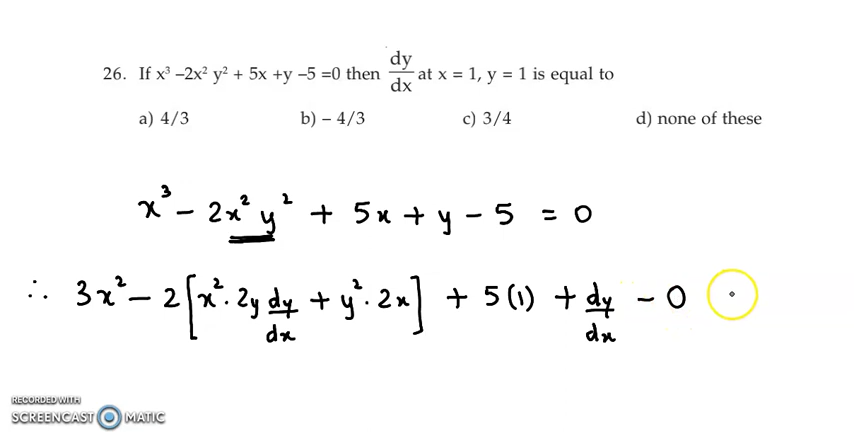 26. If x³ –2x² y² + 5x +y –5 =0 then dy/dx at x = 1, y = 1 is equal to
a) 4/3 b) – 4/3 c) 3/4 d) none of these
x³ – 2x² y² + 5x + y – 5 = 0
∴ 3x² – 2[x². 2y dy/dx + y². 2x] + 5(1) + dy/dx – 0
RECORDED WITH
SCREENCAST O MATIC